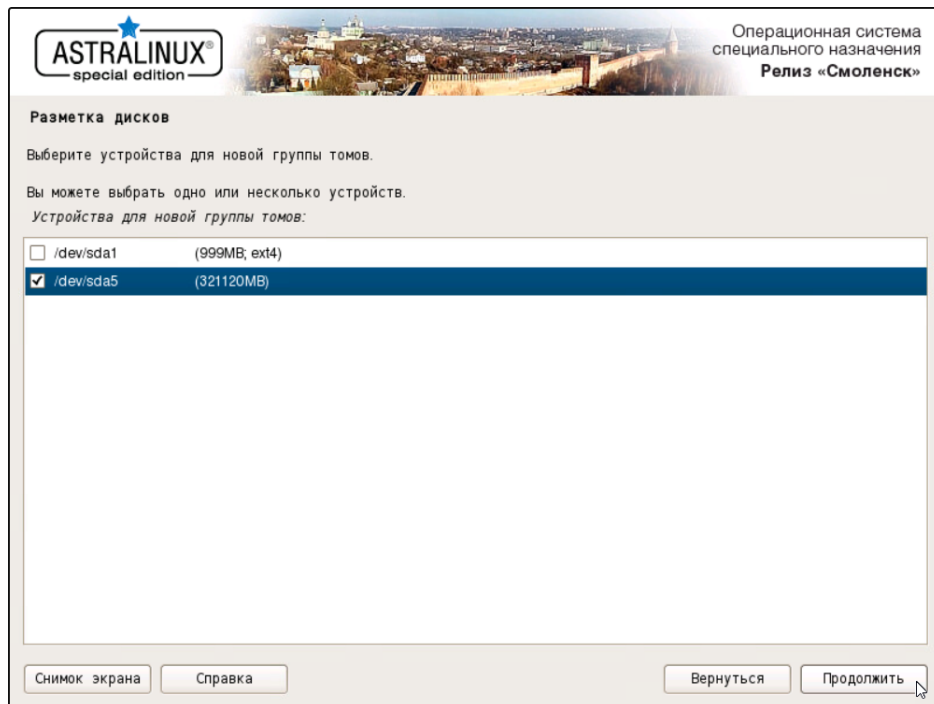 ASTRALINUX®
special edition
Операционная система
специального назначения
Релиз «Смоленск»
Разметка дисков
Выберите устройства для новой группы томов.
Вы можете выбрать одно или несколько устройств.
Устройства для новой группы томов:
/dev/sda1 (999MB; ext4)
/dev/sda5 (321120MB)
Снимок экрана Справка Вернуться Продолжить